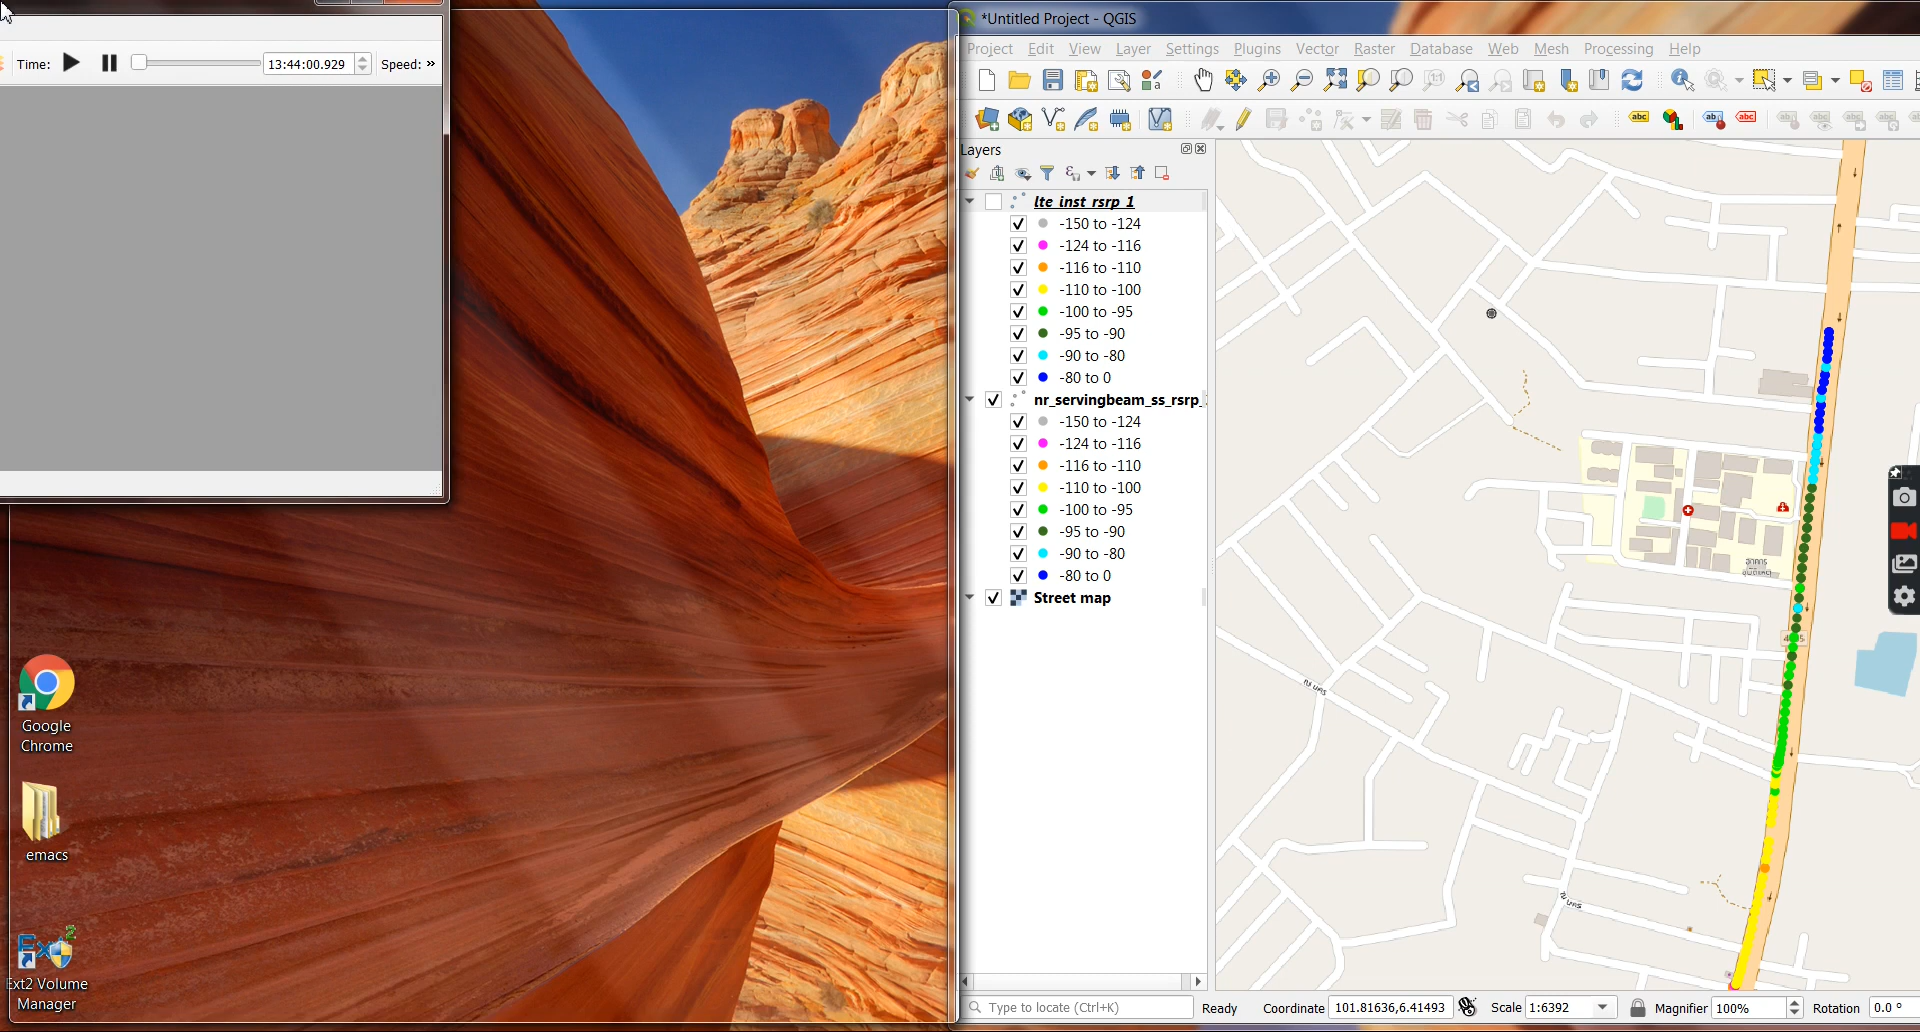 Time:
13:44:00.929
Speed: »
*Untitled Project - QGIS
Project Edit View Layer Settings Plugins Vector Raster Database Web Mesh Processing Help
abc
abc
Layers
lte_inst_rsrp_1
-150 to -124
-124 to -116
-116 to -110
-110 to -100
-100 to -95
-95 to -90
-90 to -80
-80 to 0
nr_servingbeam_ss_rsrp_
-150 to -124
-124 to -116
-116 to -110
-110 to -100
-100 to -95
-95 to -90
-90 to -80
-80 to 0
Street map
Google
Chrome
emacs
Ext2 Volume
Manager
Type to locate (Ctrl+K)
Ready
Coordinate 101.81636,6.41493
Scale 1:6392
Magnifier 100%
Rotation 0.0 °